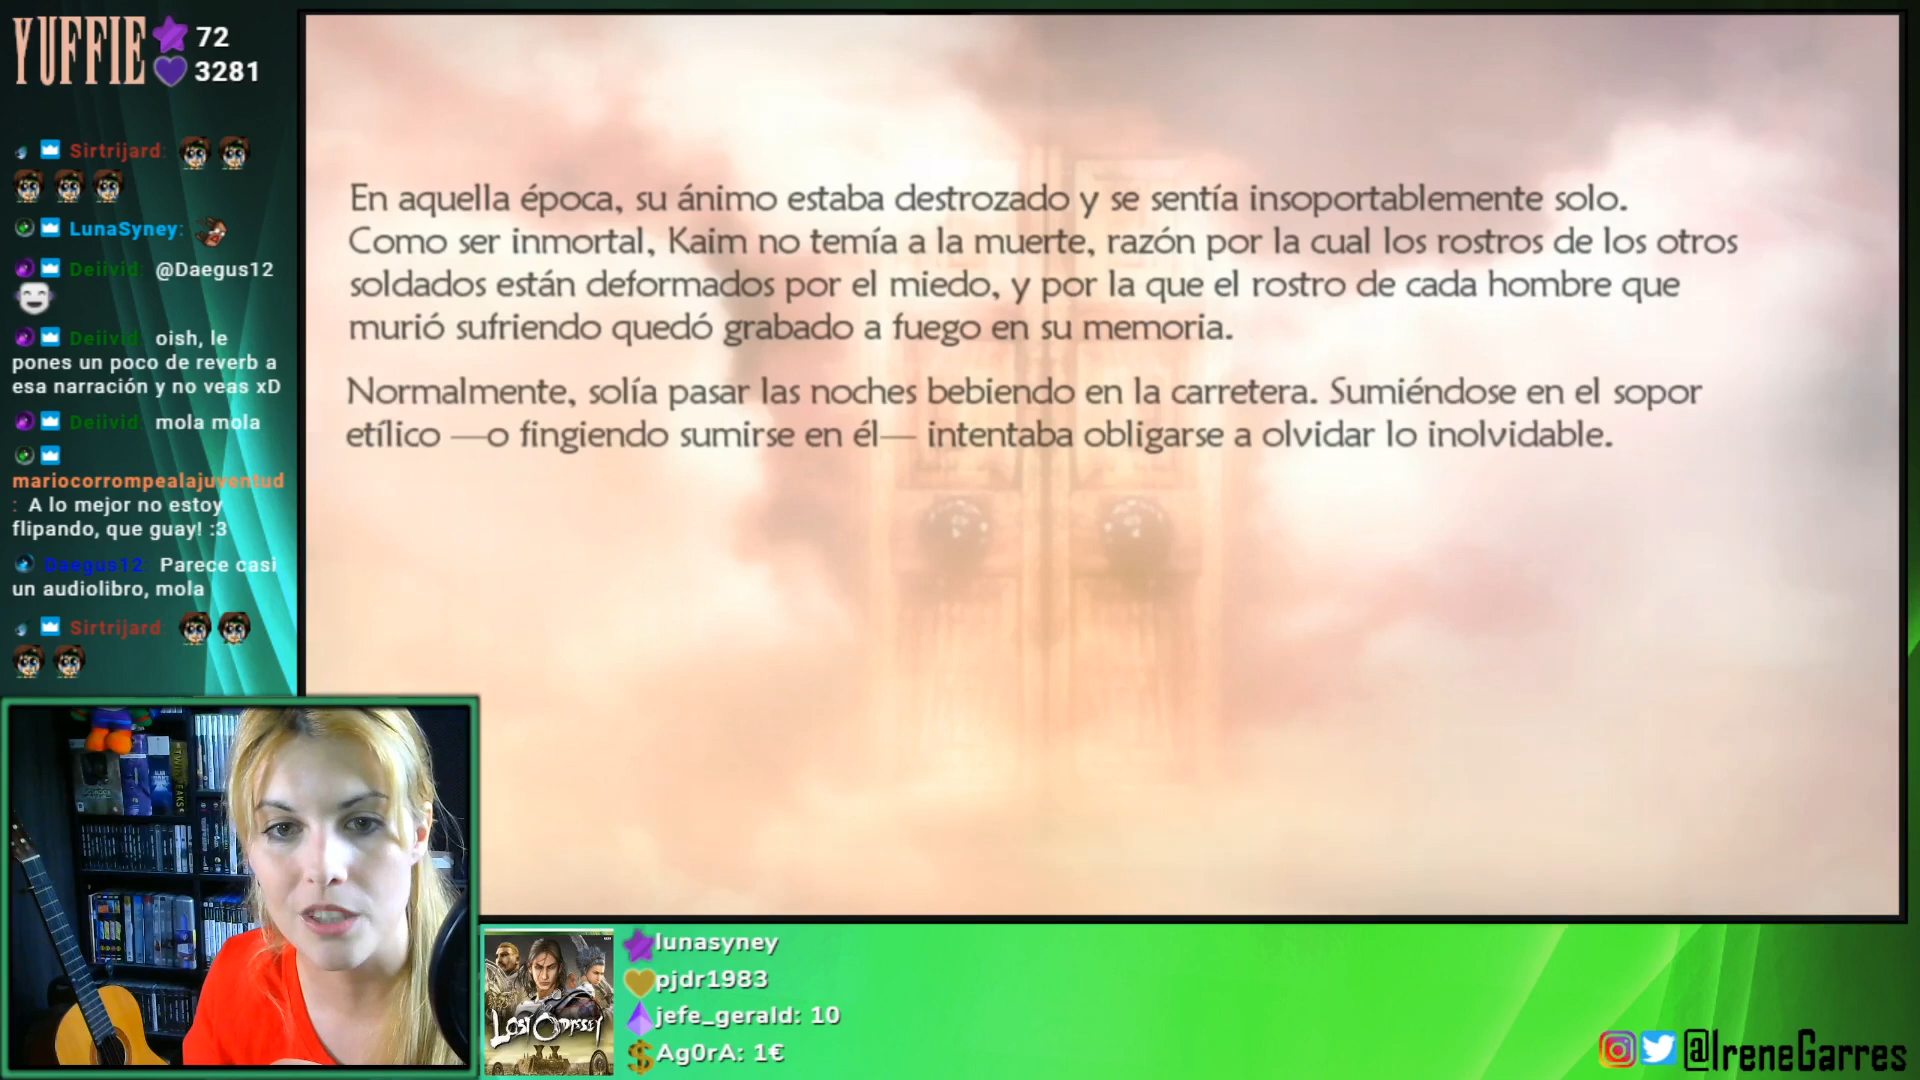 YUFFIE
72
3281
Sirtrijard:
LunaSyney:
Deiivid: @Daegus12
Deiivid: oish, le
pones un poco de reverb a
esa narración y no veas xD
Deiivid: mola mola
mariocorrompealajuventud
: A lo mejor no estoy
flipando, que guay! :3
Daegus12: Parece casi
un audiolibro, mola
Sirtrijard:
En aquella época, su ánimo estaba destrozado y se sentía insoportablemente solo.
Como ser inmortal, Kaim no temía a la muerte, razón por la cual los rostros de los otros
soldados están deformados por el miedo, y por la que el rostro de cada hombre que
murió sufriendo quedó grabado a fuego en su memoria.
Normalmente, solía pasar las noches bebiendo en la carretera. Sumiéndose en el sopor
etílico —o fingiendo sumirse en él— intentaba obligarse a olvidar lo inolvidable.
TWIN PEAKS
LOST ODYSSEY
lunasyney
pjdr1983
jefe_gerald: 10
Ag0rA: 1€
@IreneGarres